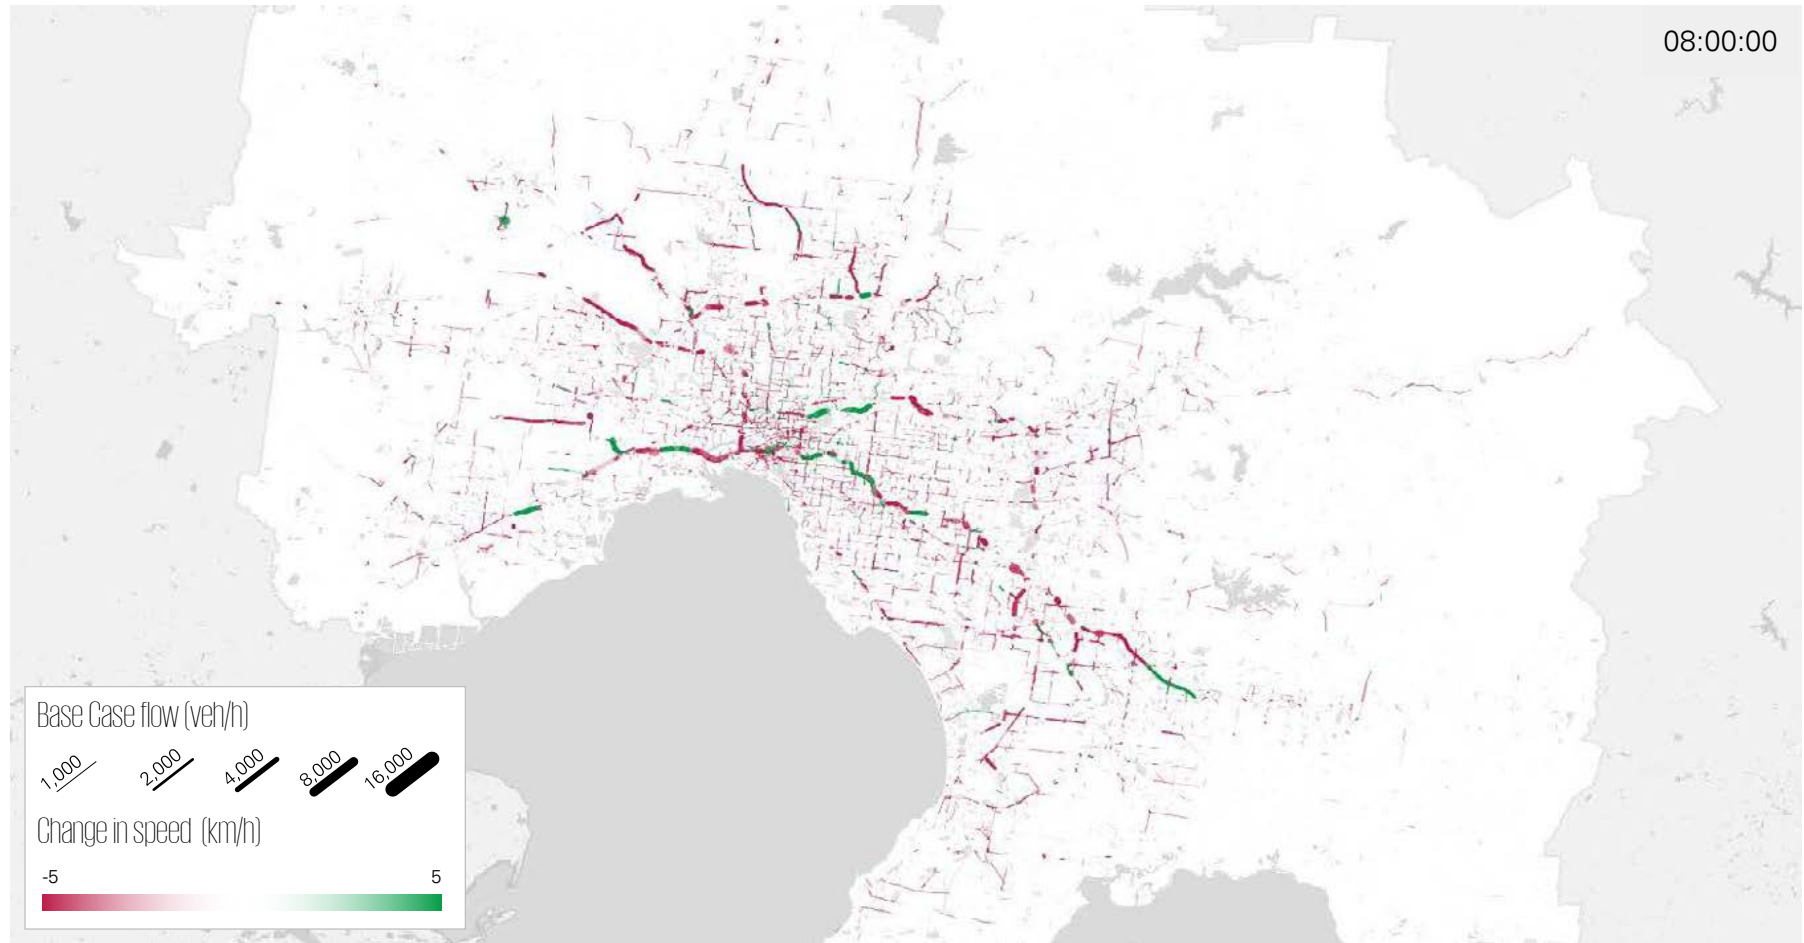 08:00:00
Base Case flow (veh/h)
1,000 2,000 4,000 8,000 16,000
Change in speed (km/h)
-5 5